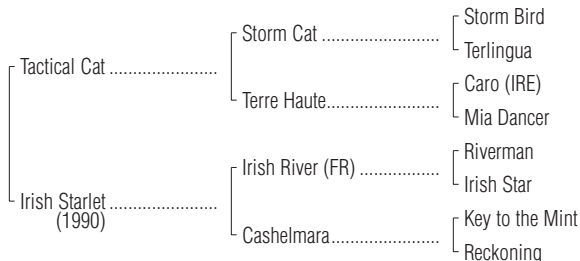 Storm Bird
Storm Cat ........................
Terlingua
Tactical Cat ......................
Caro (IRE)
Terre Haute.......................
Mia Dancer
Riverman
Irish River (FR) ................
Irish Star
Irish Starlet ......................
(1990)
Key to the Mint
Cashelmara......................
Reckoning